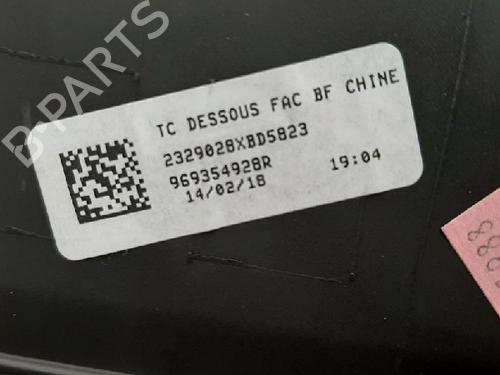 B-PARTS
TC DESSOUS FAC BF CHINE
2329028XBD5823
969354928R
14/02/18 19:04